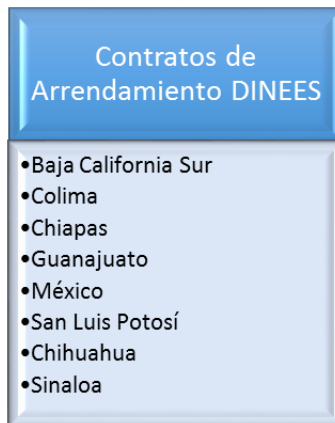 Contratos de
Arrendamiento DINEES
•Baja California Sur
•Colima
•Chiapas
•Guanajuato
•México
•San Luis Potosí
•Chihuahua
•Sinaloa